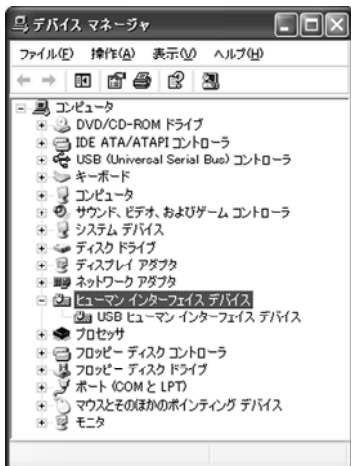 デバイス マネージャ
ファイル(F) 操作(A) 表示(V) ヘルプ(H)
コンピュータ
DVD/CD-ROM ドライブ
IDE ATA/ATAPI コントローラ
USB (Universal Serial Bus) コントローラ
キーボード
コンピュータ
サウンド、ビデオ、およびゲーム コントローラ
システム デバイス
ディスク ドライブ
ディスプレイ アダプタ
ネットワーク アダプタ
ヒューマン インターフェイス デバイス
USB ヒューマン インターフェイス デバイス
プロセッサ
フロッピー ディスク コントローラ
フロッピー ディスク ドライブ
ポート (COM と LPT)
マウスとそのほかのポインティング デバイス
モニタ